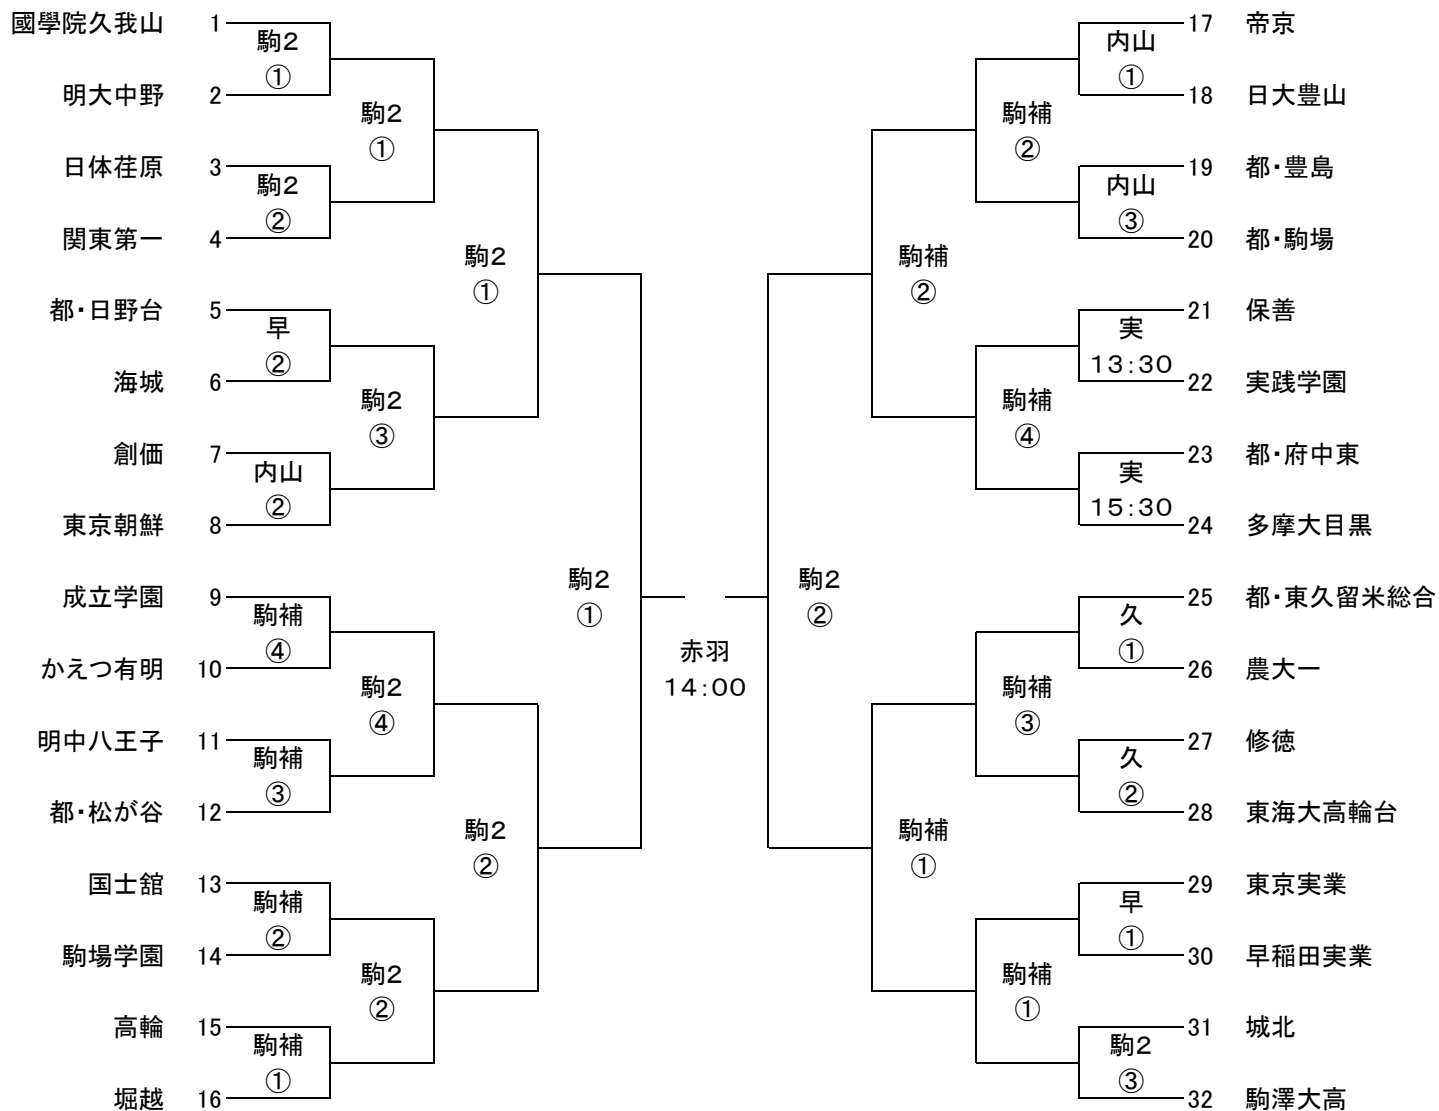 國學院久我山 1
駒2
①
明大中野 2
駒2
①
日体荏原 3
駒2
②
関東第一 4
駒2
①
都・日野台 5
早
②
海城 6
駒2
③
創価 7
内山
②
東京朝鮮 8
駒2
①
成立学園 9
駒補
④
かえつ有明 10
駒2
④
明中八王子 11
駒補
③
都・松が谷 12
駒2
②
国士舘 13
駒補
②
駒場学園 14
駒2
②
高輪 15
駒補
①
堀越 16
赤羽
14:00
17 帝京
内山
①
18 日大豊山
駒補
②
19 都・豊島
内山
③
20 都・駒場
駒補
②
21 保善
実
13:30
22 実践学園
駒補
④
23 都・府中東
実
15:30
24 多摩大目黒
駒2
②
25 都・東久留米総合
久
①
26 農大一
駒補
③
27 修徳
久
②
28 東海大高輪台
駒補
①
29 東京実業
早
①
30 早稲田実業
駒補
①
31 城北
駒2
③
32 駒澤大高